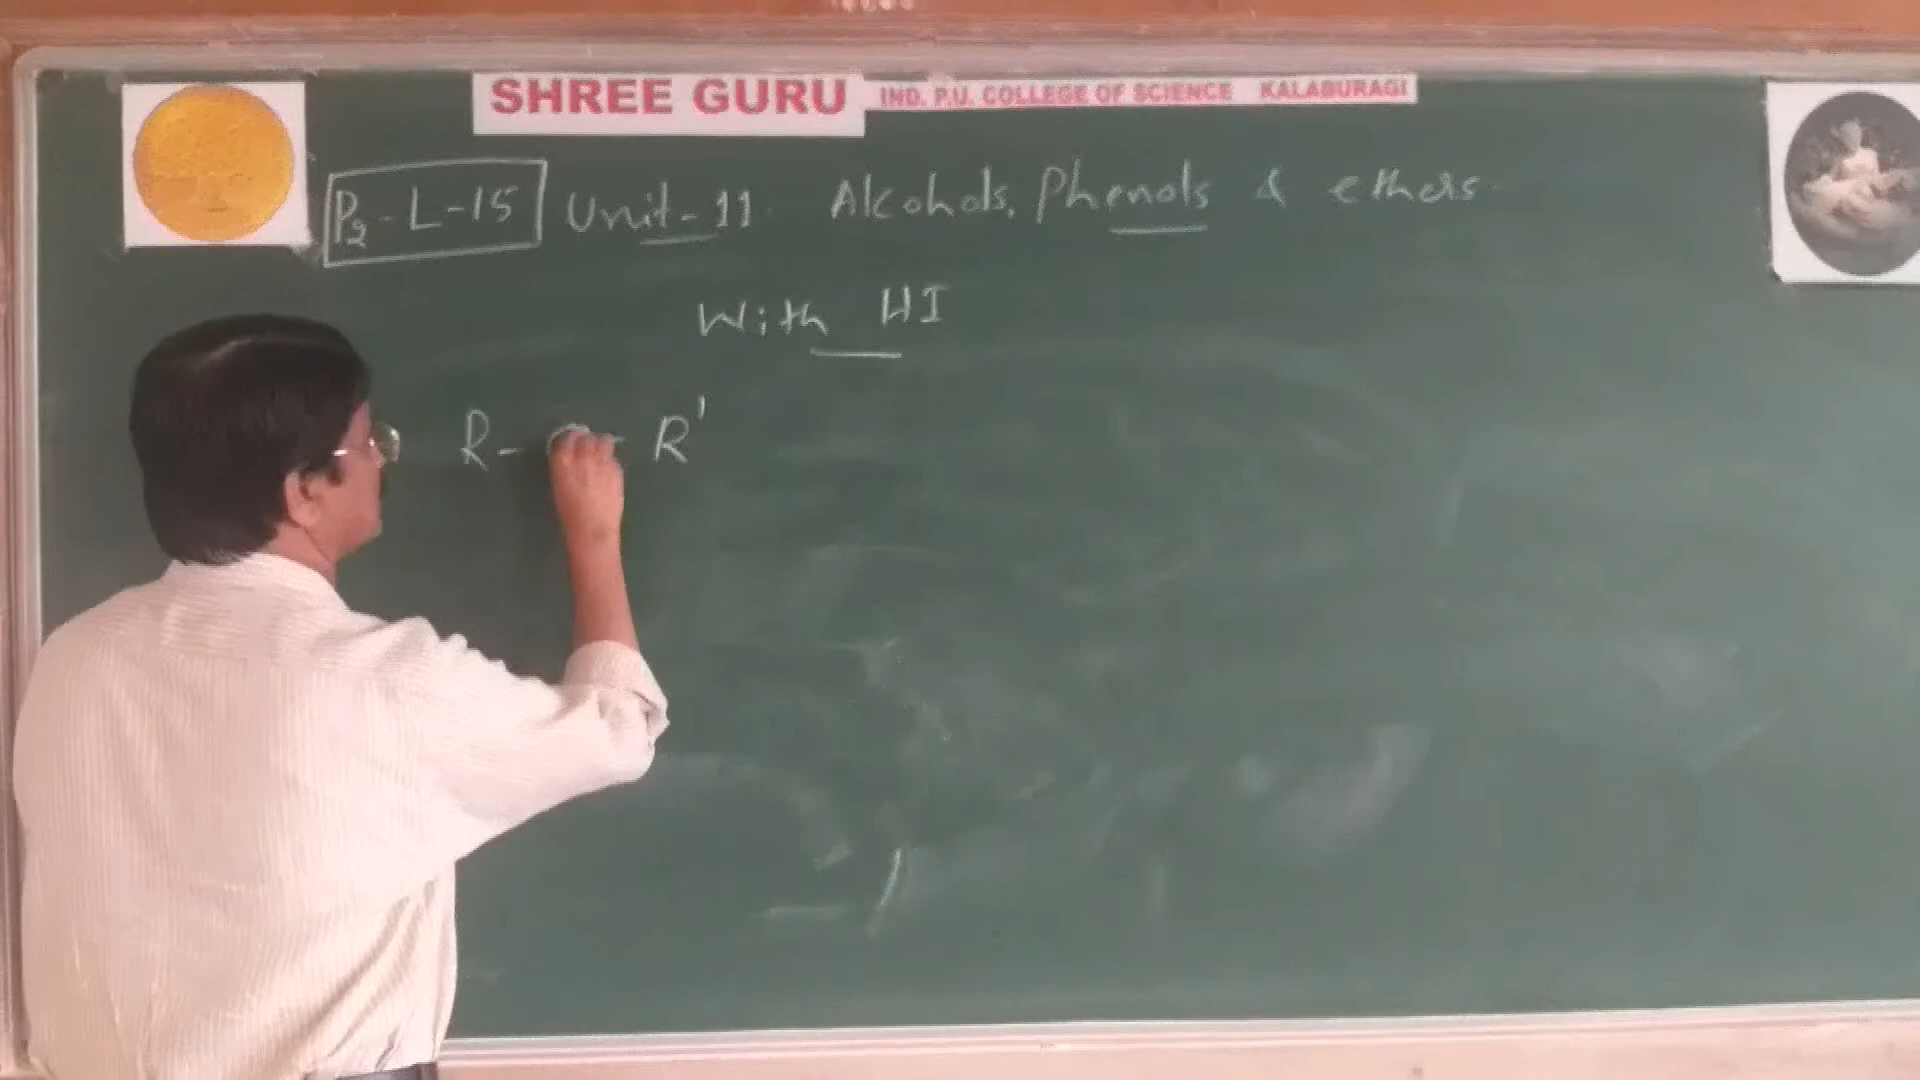 SHREE GURU IND. P.U. COLLEGE OF SCIENCE KALABURAGI
P2-L-15 Unit-11. Alcohols, Phenols & ethers.
With HI
R- - R'